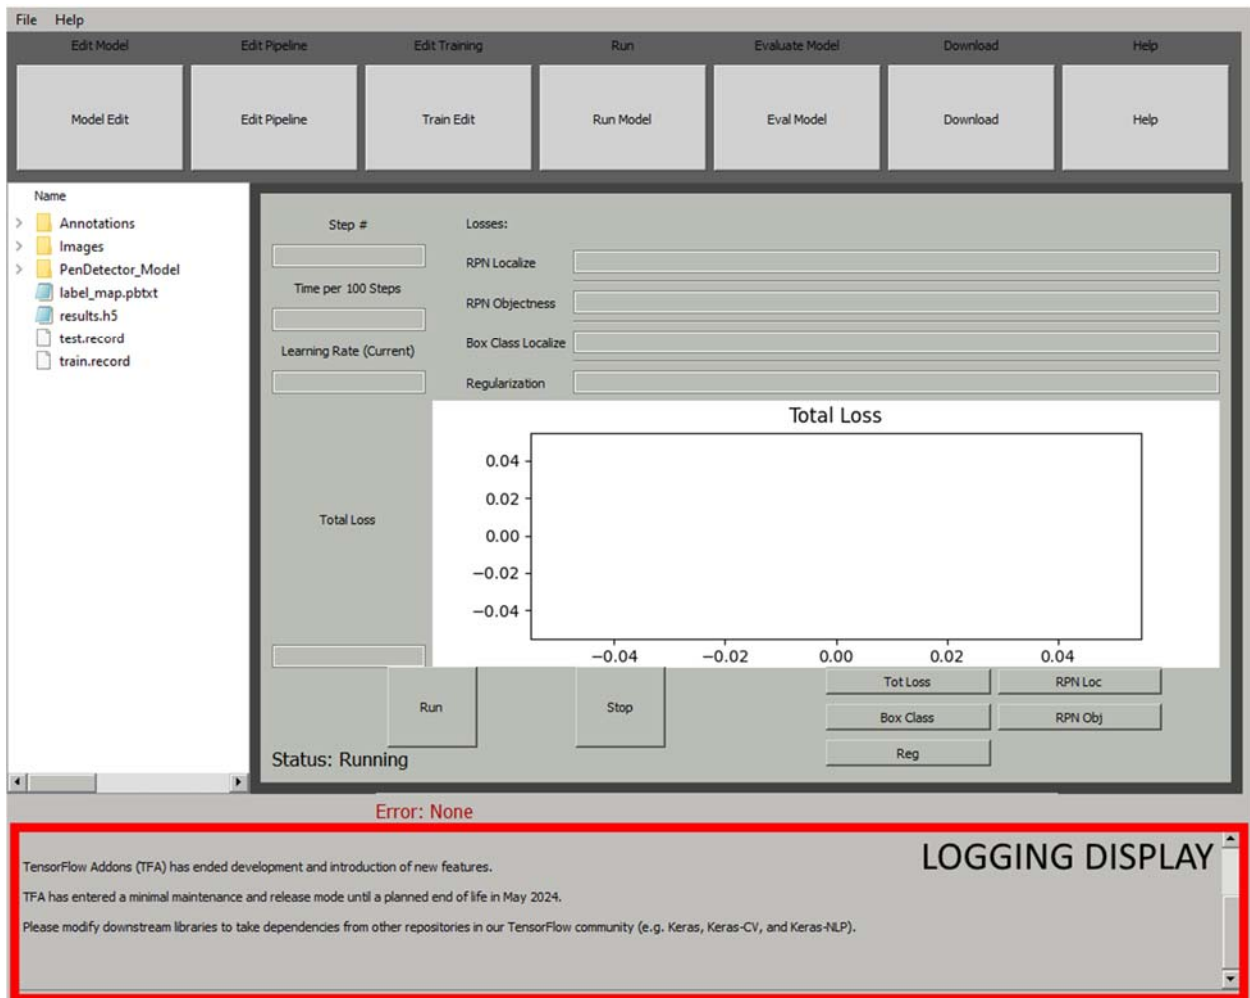 File Help
Edit Model Edit Pipeline Edit Training Run Evaluate Model Download Help
Model Edit Edit Pipeline Train Edit Run Model Eval Model Download Help
Name
Annotations
Images
PenDetector_Model
label_map.pbtxt
results.h5
test.record
train.record
Step #
Time per 100 Steps
Learning Rate (Current)
Total Loss
Losses:
RPN Localize
RPN Objectness
Box Class Localize
Regularization
Total Loss
0.04
0.02
0.00
−0.02
−0.04
−0.04 −0.02 0.00 0.02 0.04
Run Stop
Tot Loss RPN Loc
Box Class RPN Obj
Reg
Status: Running
Error: None
LOGGING DISPLAY
TensorFlow Addons (TFA) has ended development and introduction of new features.
TFA has entered a minimal maintenance and release mode until a planned end of life in May 2024.
Please modify downstream libraries to take dependencies from other repositories in our TensorFlow community (e.g. Keras, Keras-CV, and Keras-NLP).